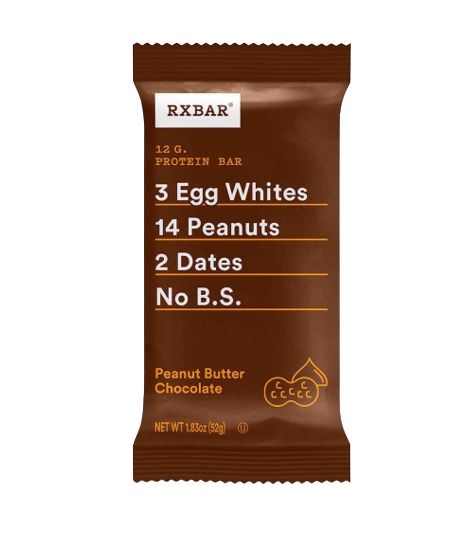 RXBAR®
12 G.
PROTEIN BAR
3 Egg Whites
14 Peanuts
2 Dates
No B.S.
Peanut Butter
Chocolate
NET WT 1.83oz (52g) Ⓤ